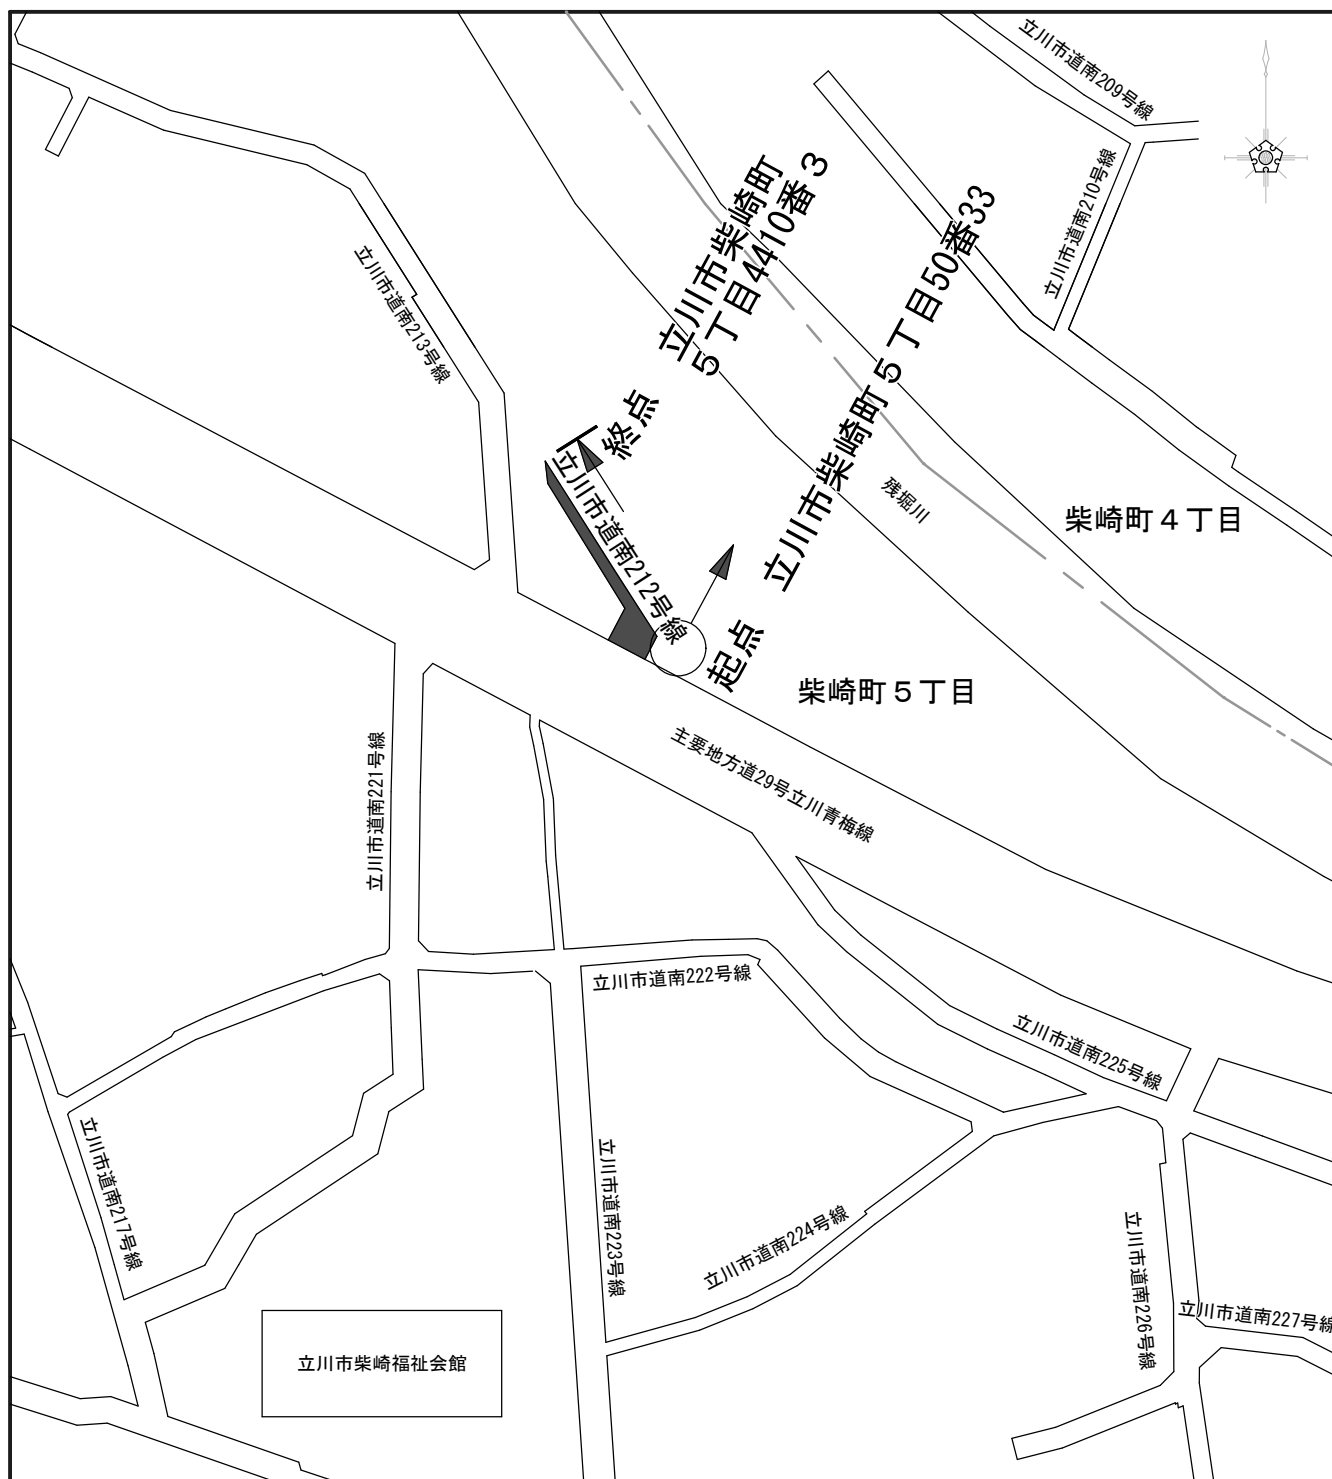 立川市道南209号線
立川市道南210号線
立川市道南213号線
終点　立川市柴崎町
５丁目4410番３
起点　立川市柴崎町５丁目50番33
立川市道南212号線
残堀川
柴崎町４丁目
柴崎町５丁目
主要地方道29号立川青梅線
立川市道南221号線
立川市道南222号線
立川市道南225号線
立川市道南217号線
立川市道南223号線
立川市道南224号線
立川市道南226号線
立川市道南227号線
立川市柴崎福祉会館